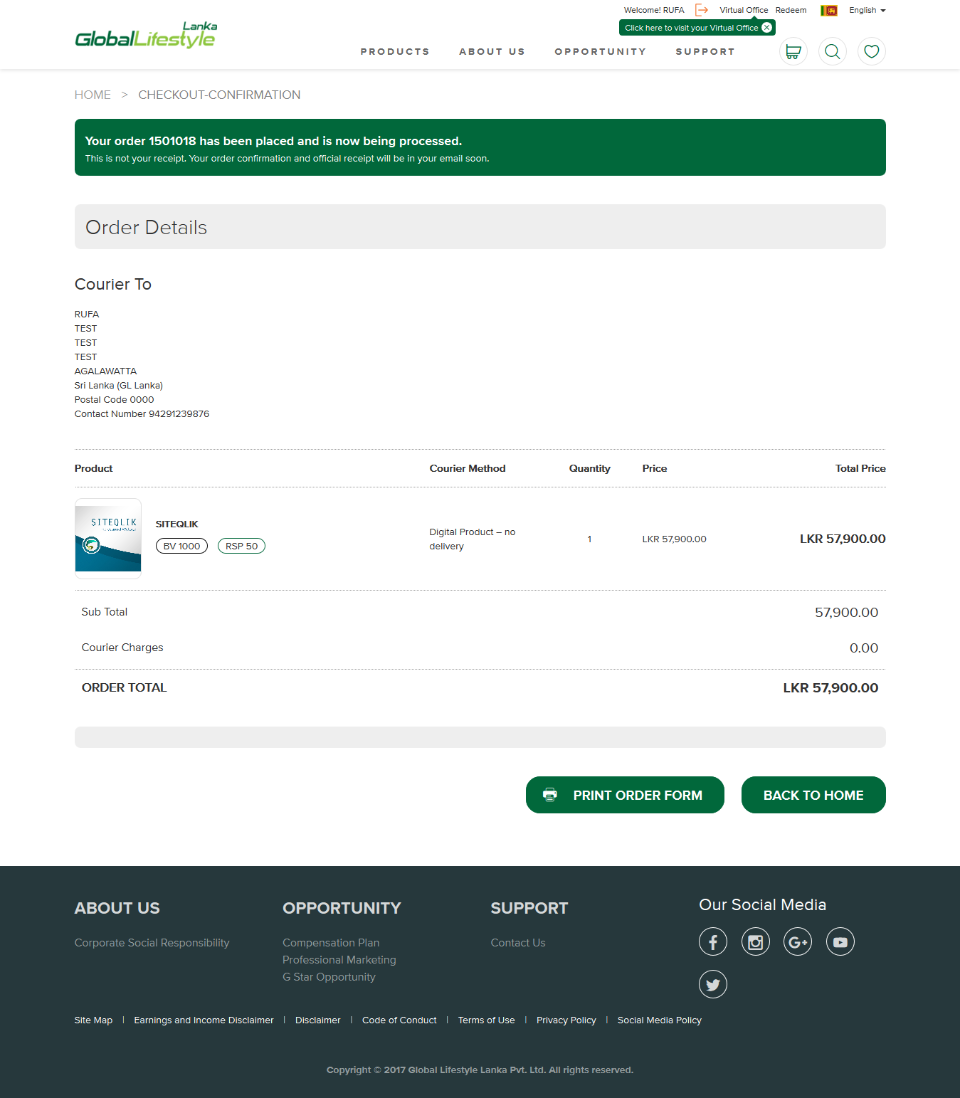 Welcome! RUFA Virtual Office Redeem English
Click here to visit your Virtual Office
Lanka
GlobalLifestyle
PRODUCTS ABOUT US OPPORTUNITY SUPPORT
HOME > CHECKOUT-CONFIRMATION
Your order 1501018 has been placed and is now being processed.
This is not your receipt. Your order confirmation and official receipt will be in your email soon.
Order Details
Courier To
RUFA
TEST
TEST
TEST
AGALAWATTA
Sri Lanka (GL Lanka)
Postal Code 0000
Contact Number 94291239876
Product Courier Method Quantity Price Total Price
SITEQLIK
SITEQLIK
BV 1000 RSP 50
Digital Product – no
delivery
1 LKR 57,900.00 LKR 57,900.00
Sub Total 57,900.00
Courier Charges 0.00
ORDER TOTAL LKR 57,900.00
PRINT ORDER FORM BACK TO HOME
ABOUT US OPPORTUNITY SUPPORT Our Social Media
Corporate Social Responsibility Compensation Plan Contact Us
Professional Marketing
G Star Opportunity
Site Map | Earnings and Income Disclaimer | Disclaimer | Code of Conduct | Terms of Use | Privacy Policy | Social Media Policy
Copyright © 2017 Global Lifestyle Lanka Pvt. Ltd. All rights reserved.